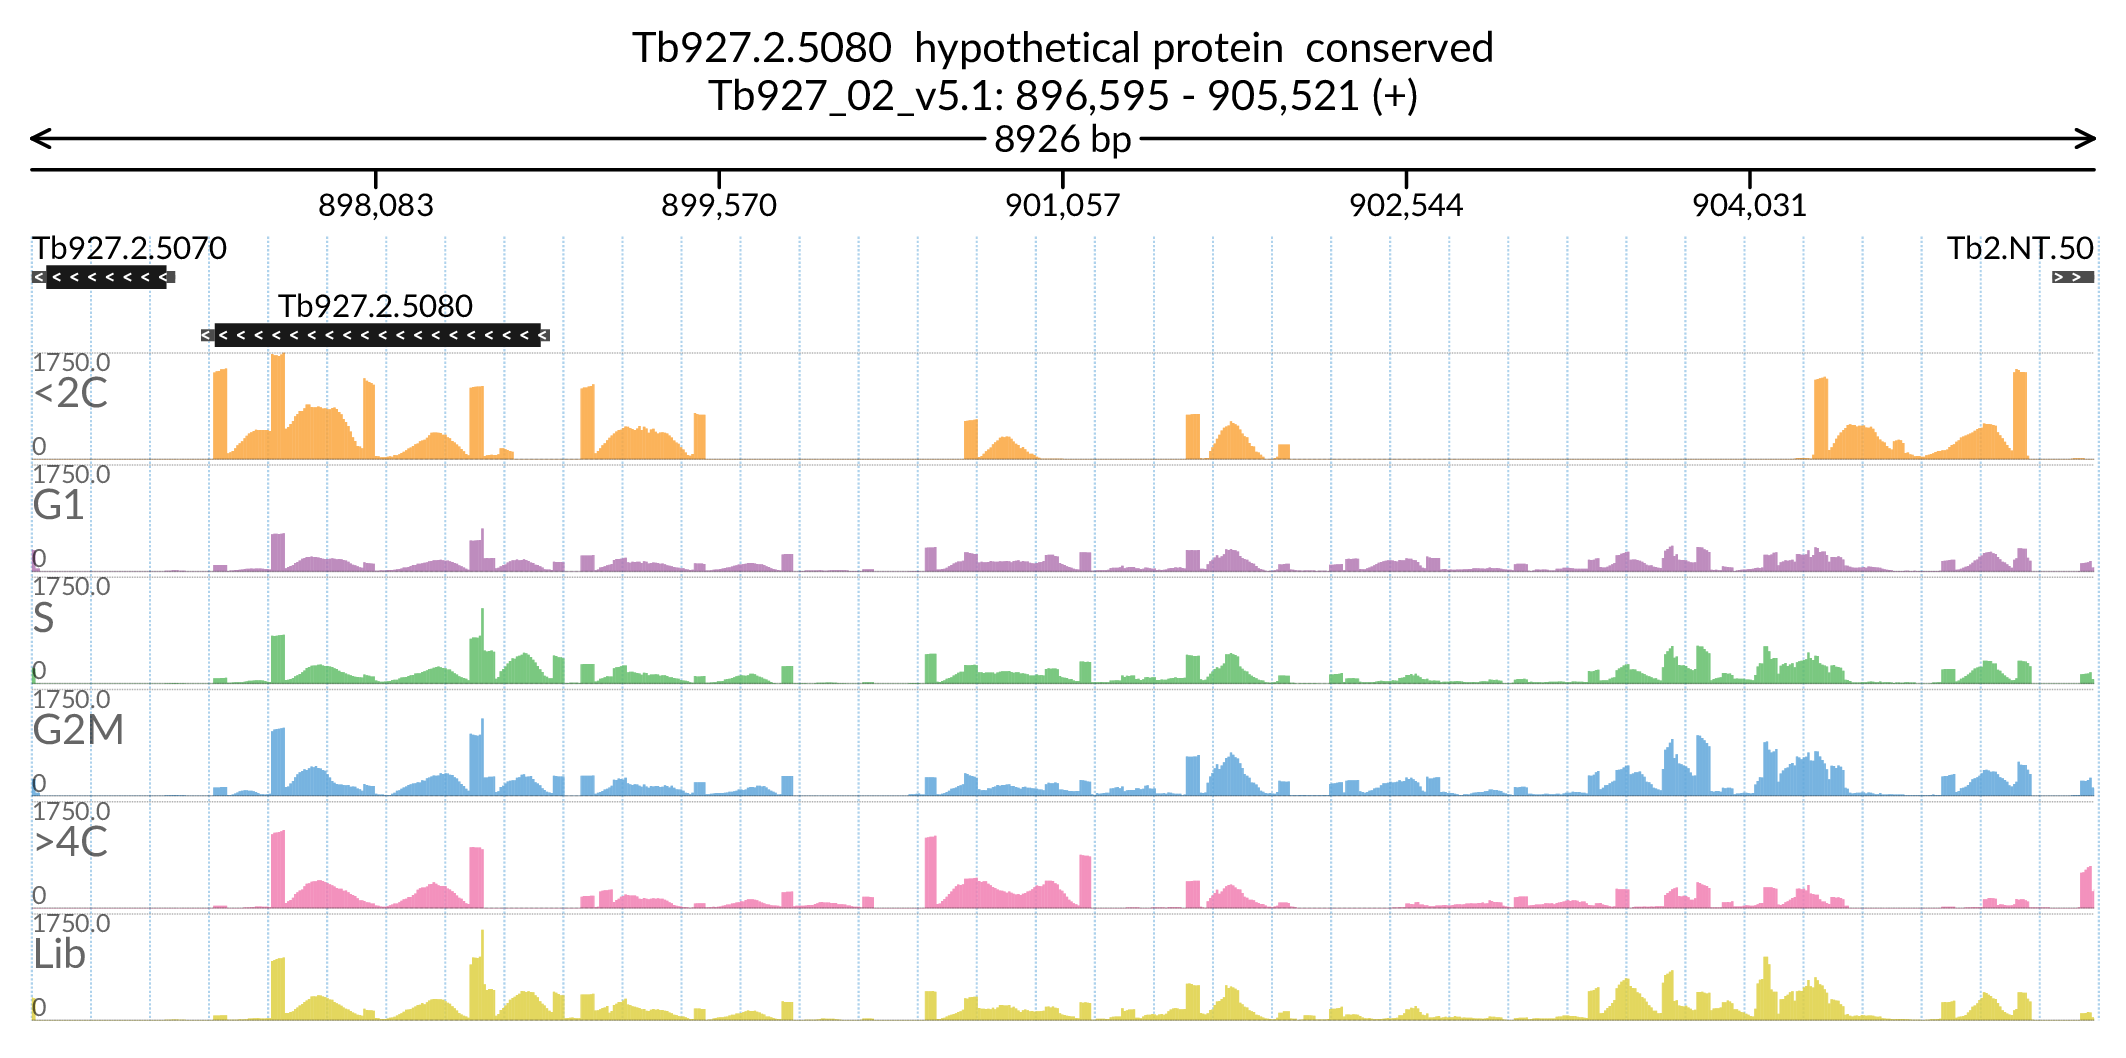 Tb927.2.5080  hypothetical protein  conserved
Tb927_02_v5.1: 896,595 - 905,521 (+)
8926 bp
898,083 899,570 901,057 902,544 904,031
Tb927.2.5070 Tb2.NT.50
Tb927.2.5080
1750.0
<2C
0
1750.0
G1
0
1750.0
S
0
1750.0
G2M
0
1750.0
>4C
0
1750.0
Lib
0